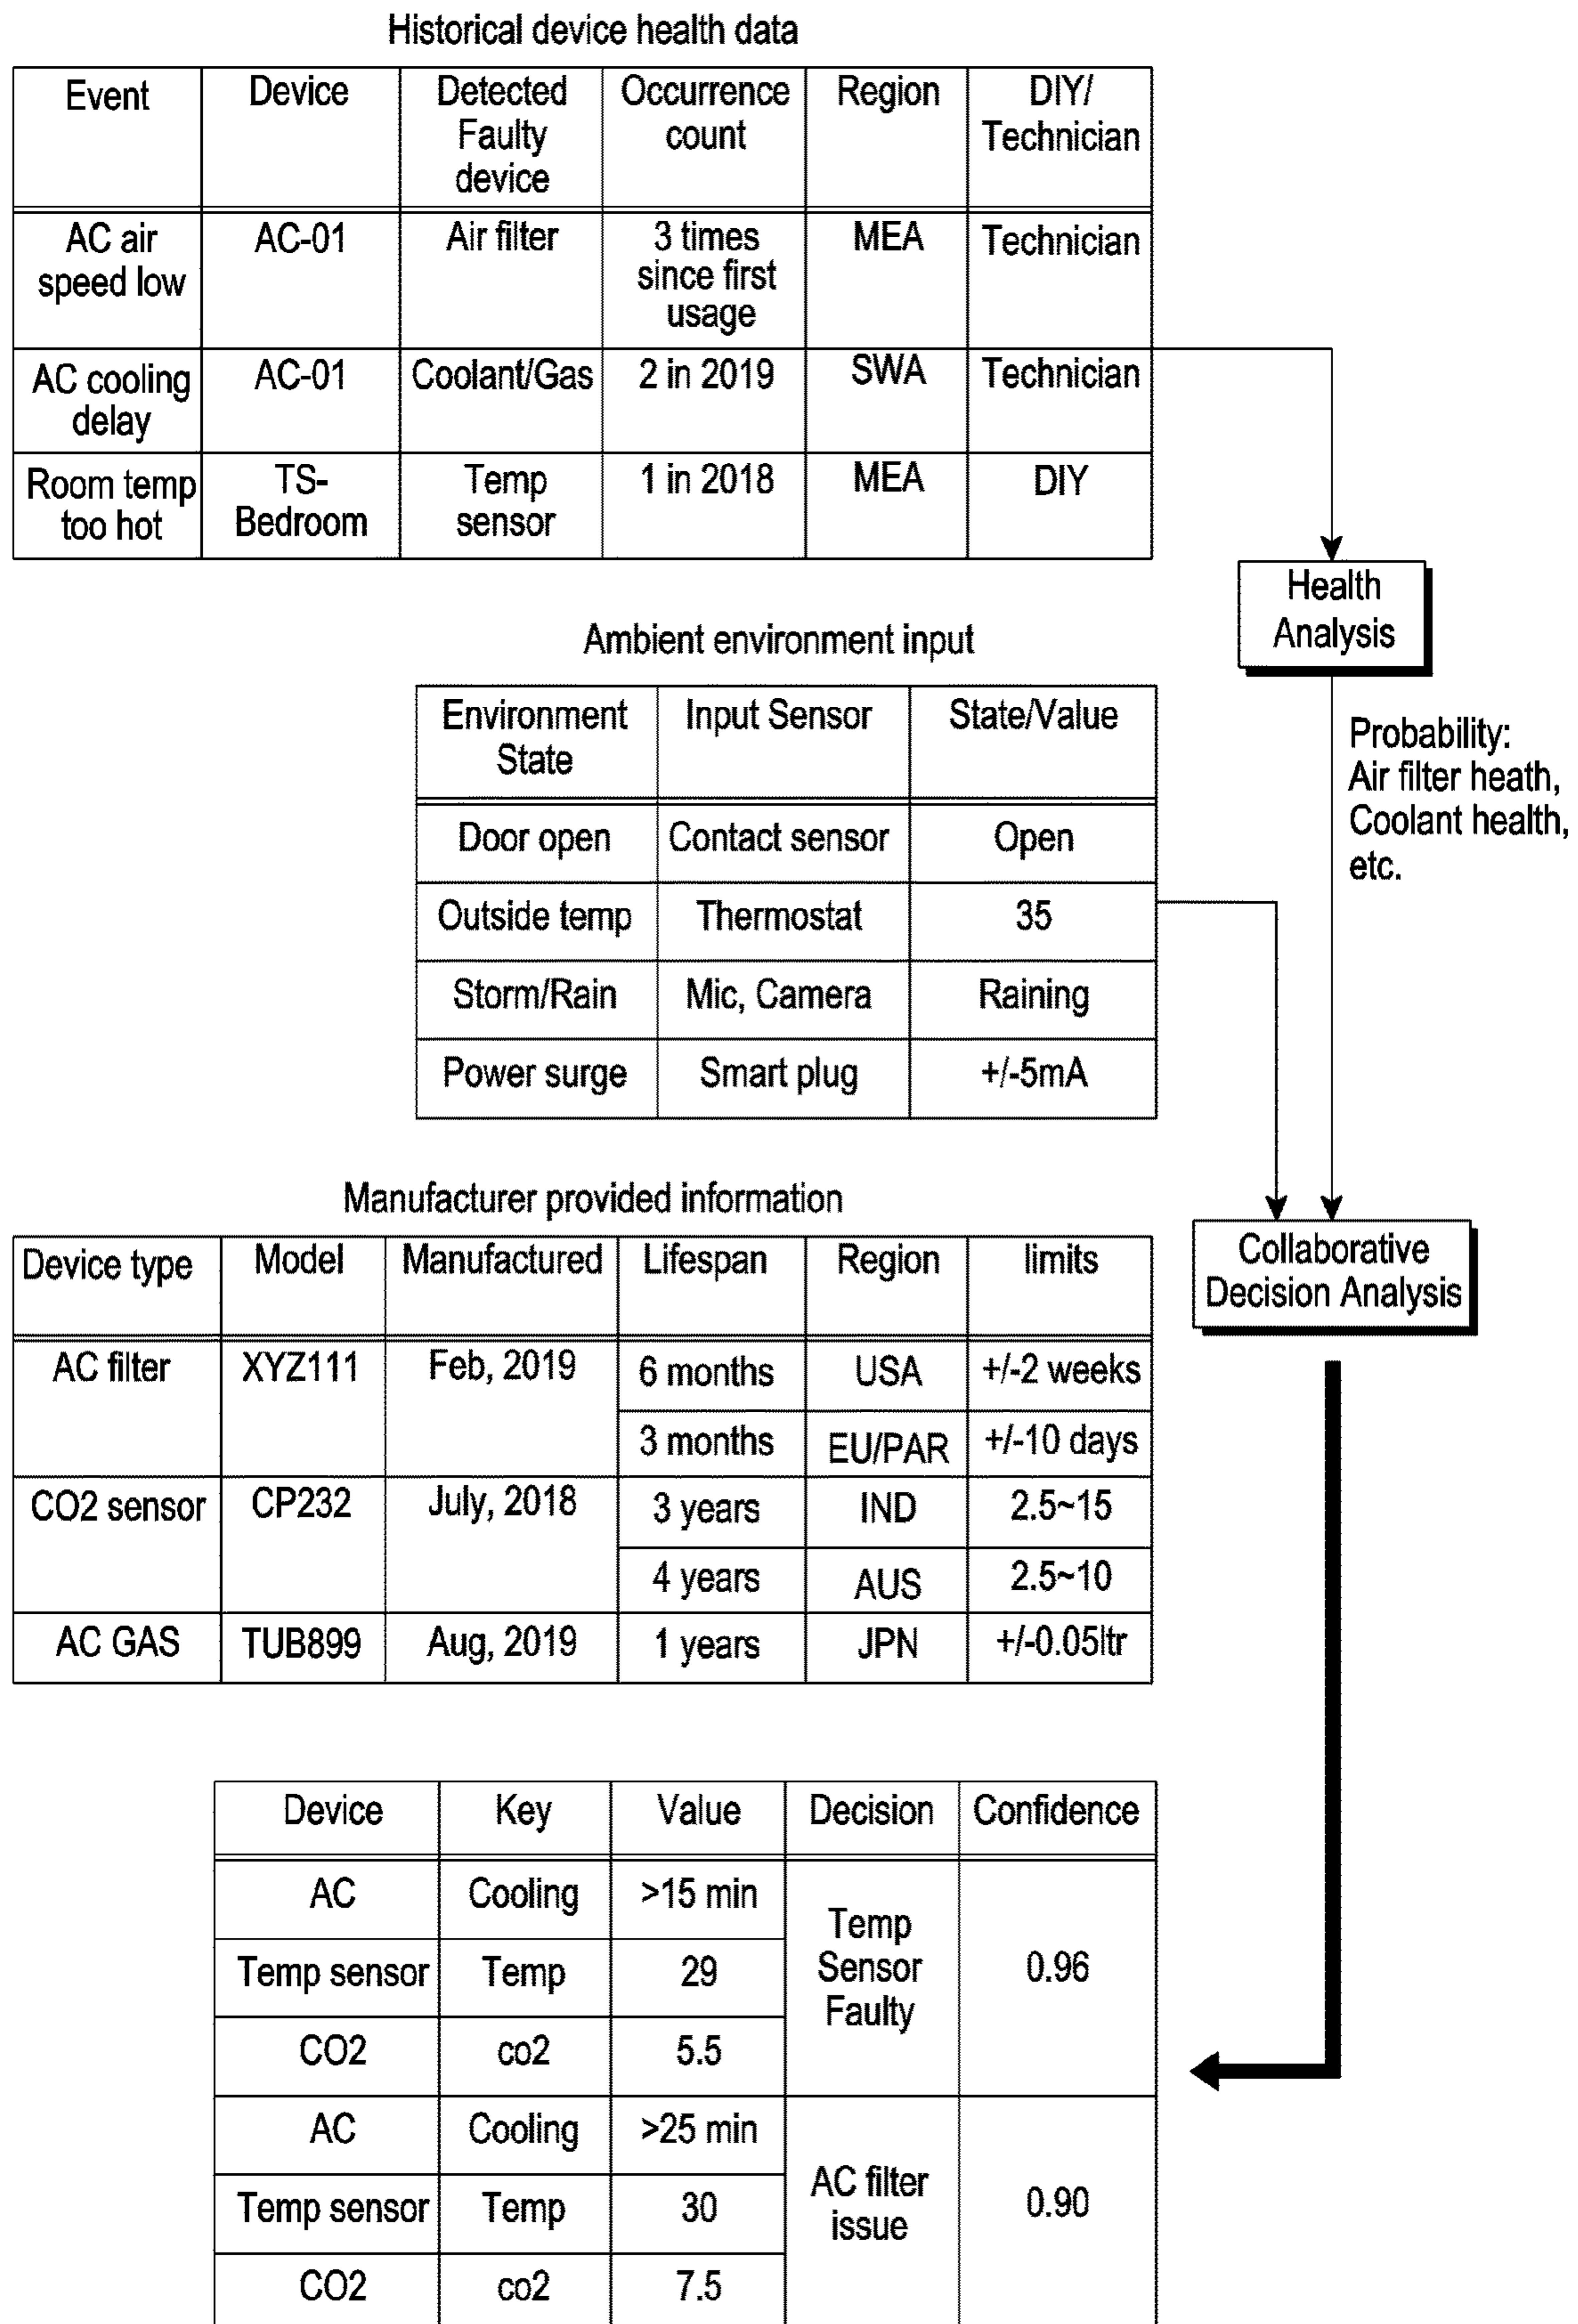 Historical device health data
Event Device Detected Faulty device Occurrence count Region DIY/ Technician
AC air speed low AC-01 Air filter 3 times since first usage MEA Technician
AC cooling delay AC-01 Coolant/Gas 2 in 2019 SWA Technician
Room temp too hot TS-Bedroom Temp sensor 1 in 2018 MEA DIY
Health
Analysis
Probability:
Air filter heath,
Coolant health,
etc.
Ambient environment input
Environment State Input Sensor State/Value
Door open Contact sensor Open
Outside temp Thermostat 35
Storm/Rain Mic, Camera Raining
Power surge Smart plug +/-5mA
Collaborative
Decision Analysis
Manufacturer provided information
Device type Model Manufactured Lifespan Region limits
AC filter XYZ111 Feb, 2019 6 months USA +/-2 weeks
3 months EU/PAR +/-10 days
CO2 sensor CP232 July, 2018 3 years IND 2.5~15
4 years AUS 2.5~10
AC GAS TUB899 Aug, 2019 1 years JPN +/-0.05ltr
Device Key Value Decision Confidence
AC Cooling >15 min Temp Sensor Faulty 0.96
Temp sensor Temp 29
CO2 co2 5.5
AC Cooling >25 min AC filter issue 0.90
Temp sensor Temp 30
CO2 co2 7.5